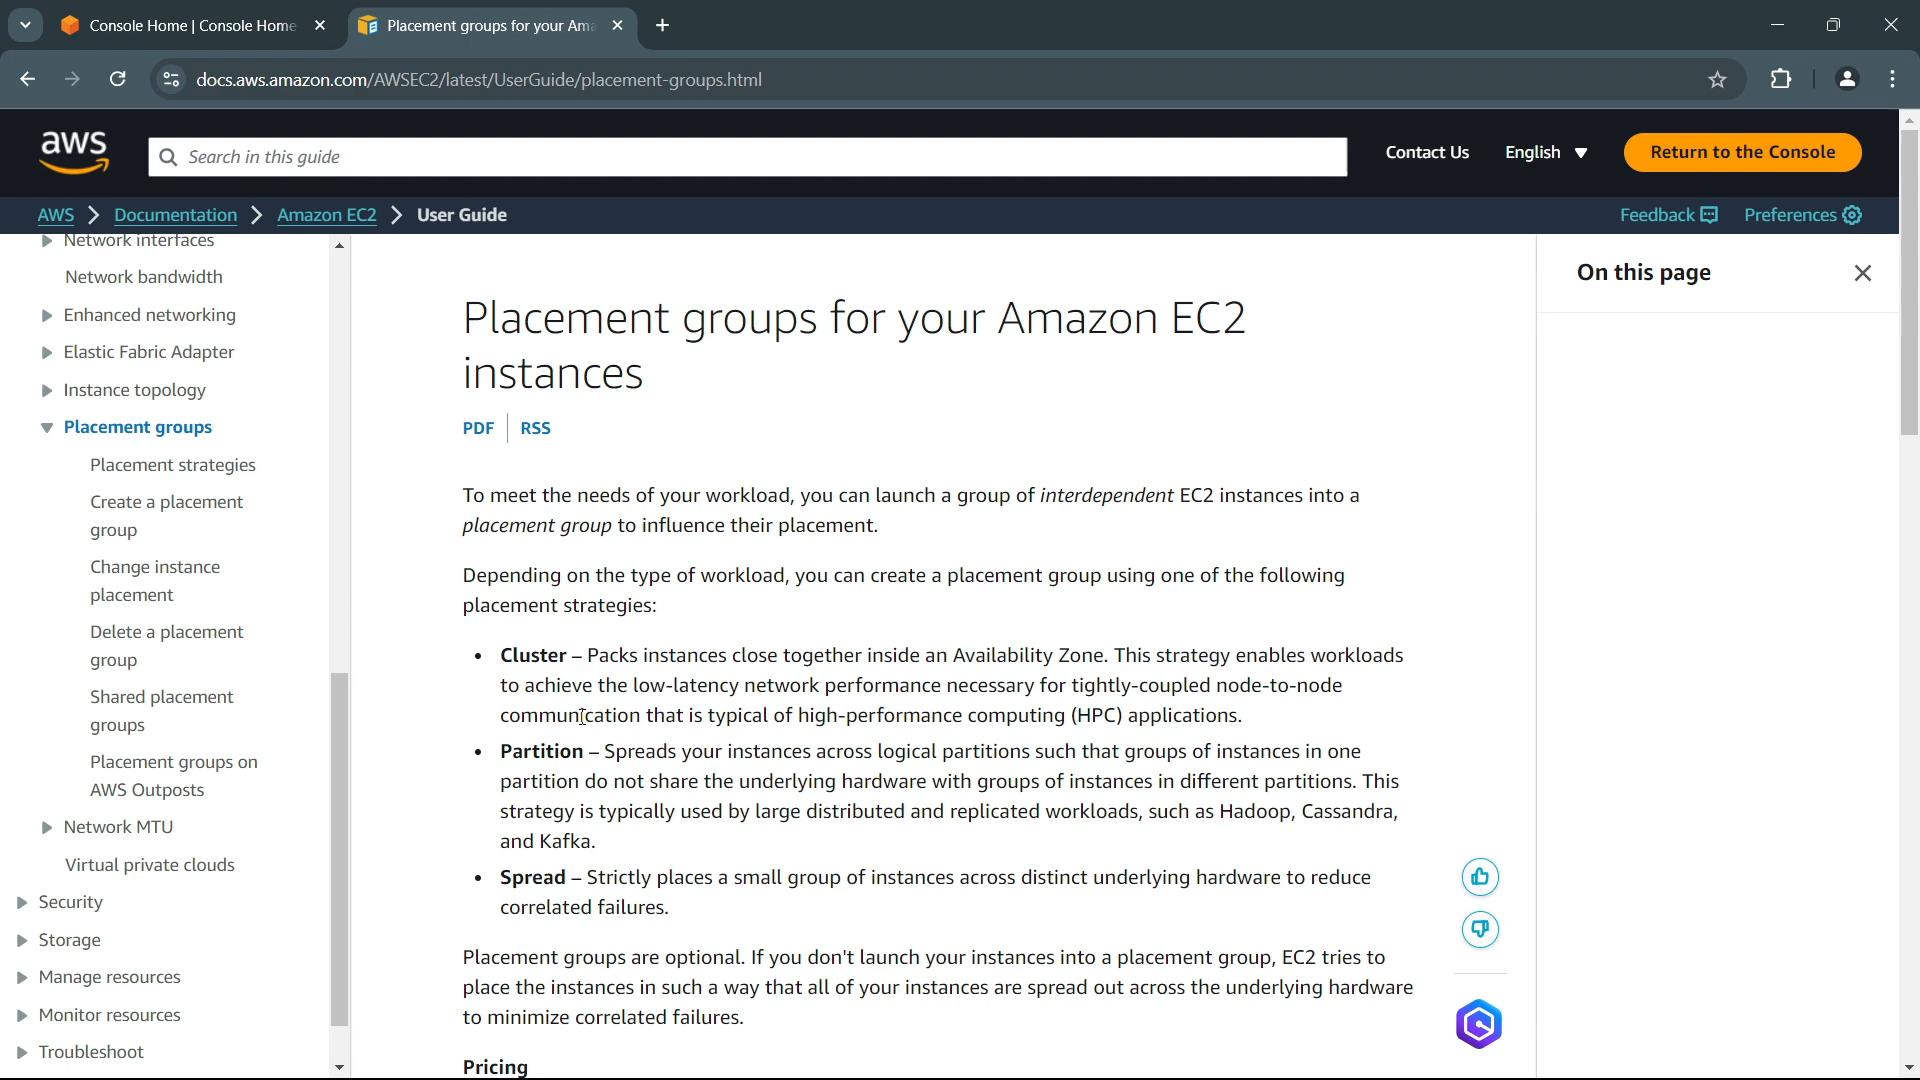 Console Home | Console Home
Placement groups for your Ama
docs.aws.amazon.com/AWSEC2/latest/UserGuide/placement-groups.html
aws
Search in this guide
Contact Us
English
Return to the Console
AWS
Documentation
Amazon EC2
User Guide
Feedback
Preferences
Network interfaces
Network bandwidth
Enhanced networking
Elastic Fabric Adapter
Instance topology
Placement groups
Placement strategies
Create a placement
group
Change instance
placement
Delete a placement
group
Shared placement
groups
Placement groups on
AWS Outposts
Network MTU
Virtual private clouds
Security
Storage
Manage resources
Monitor resources
Troubleshoot
Placement groups for your Amazon EC2
instances
PDF
RSS
To meet the needs of your workload, you can launch a group of interdependent EC2 instances into a
placement group to influence their placement.
Depending on the type of workload, you can create a placement group using one of the following
placement strategies:
• Cluster – Packs instances close together inside an Availability Zone. This strategy enables workloads
to achieve the low-latency network performance necessary for tightly-coupled node-to-node
communication that is typical of high-performance computing (HPC) applications.
• Partition – Spreads your instances across logical partitions such that groups of instances in one
partition do not share the underlying hardware with groups of instances in different partitions. This
strategy is typically used by large distributed and replicated workloads, such as Hadoop, Cassandra,
and Kafka.
• Spread – Strictly places a small group of instances across distinct underlying hardware to reduce
correlated failures.
Placement groups are optional. If you don't launch your instances into a placement group, EC2 tries to
place the instances in such a way that all of your instances are spread out across the underlying hardware
to minimize correlated failures.
Pricing
On this page